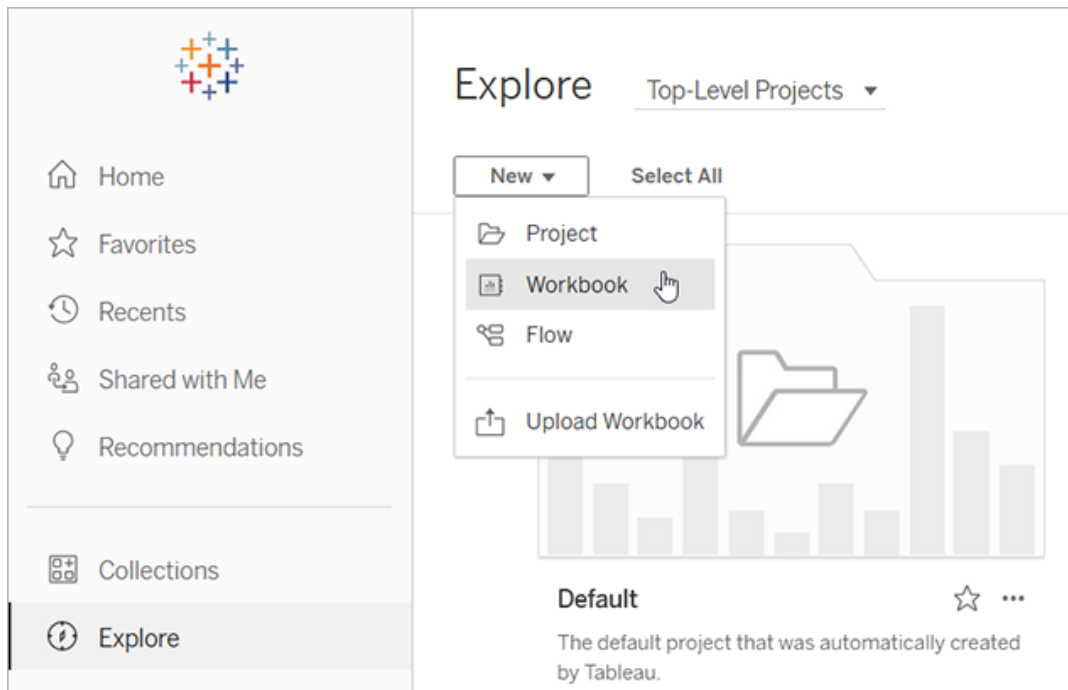 Home
Favorites
Recents
Shared with Me
Recommendations
Collections
Explore
Explore
Top-Level Projects
New
Select All
Project
Workbook
Flow
Upload Workbook
Default
The default project that was automatically created
by Tableau.